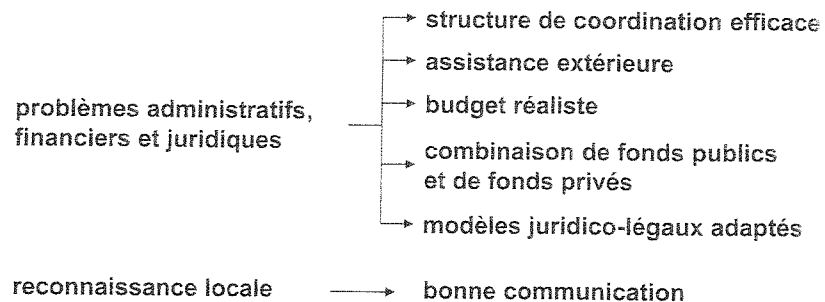 structure de coordination efficace
assistance extérieure
problèmes administratifs,
financiers et juridiques
budget réaliste
combinaison de fonds publics
et de fonds privés
modèles juridico-légaux adaptés
reconnaissance locale
bonne communication